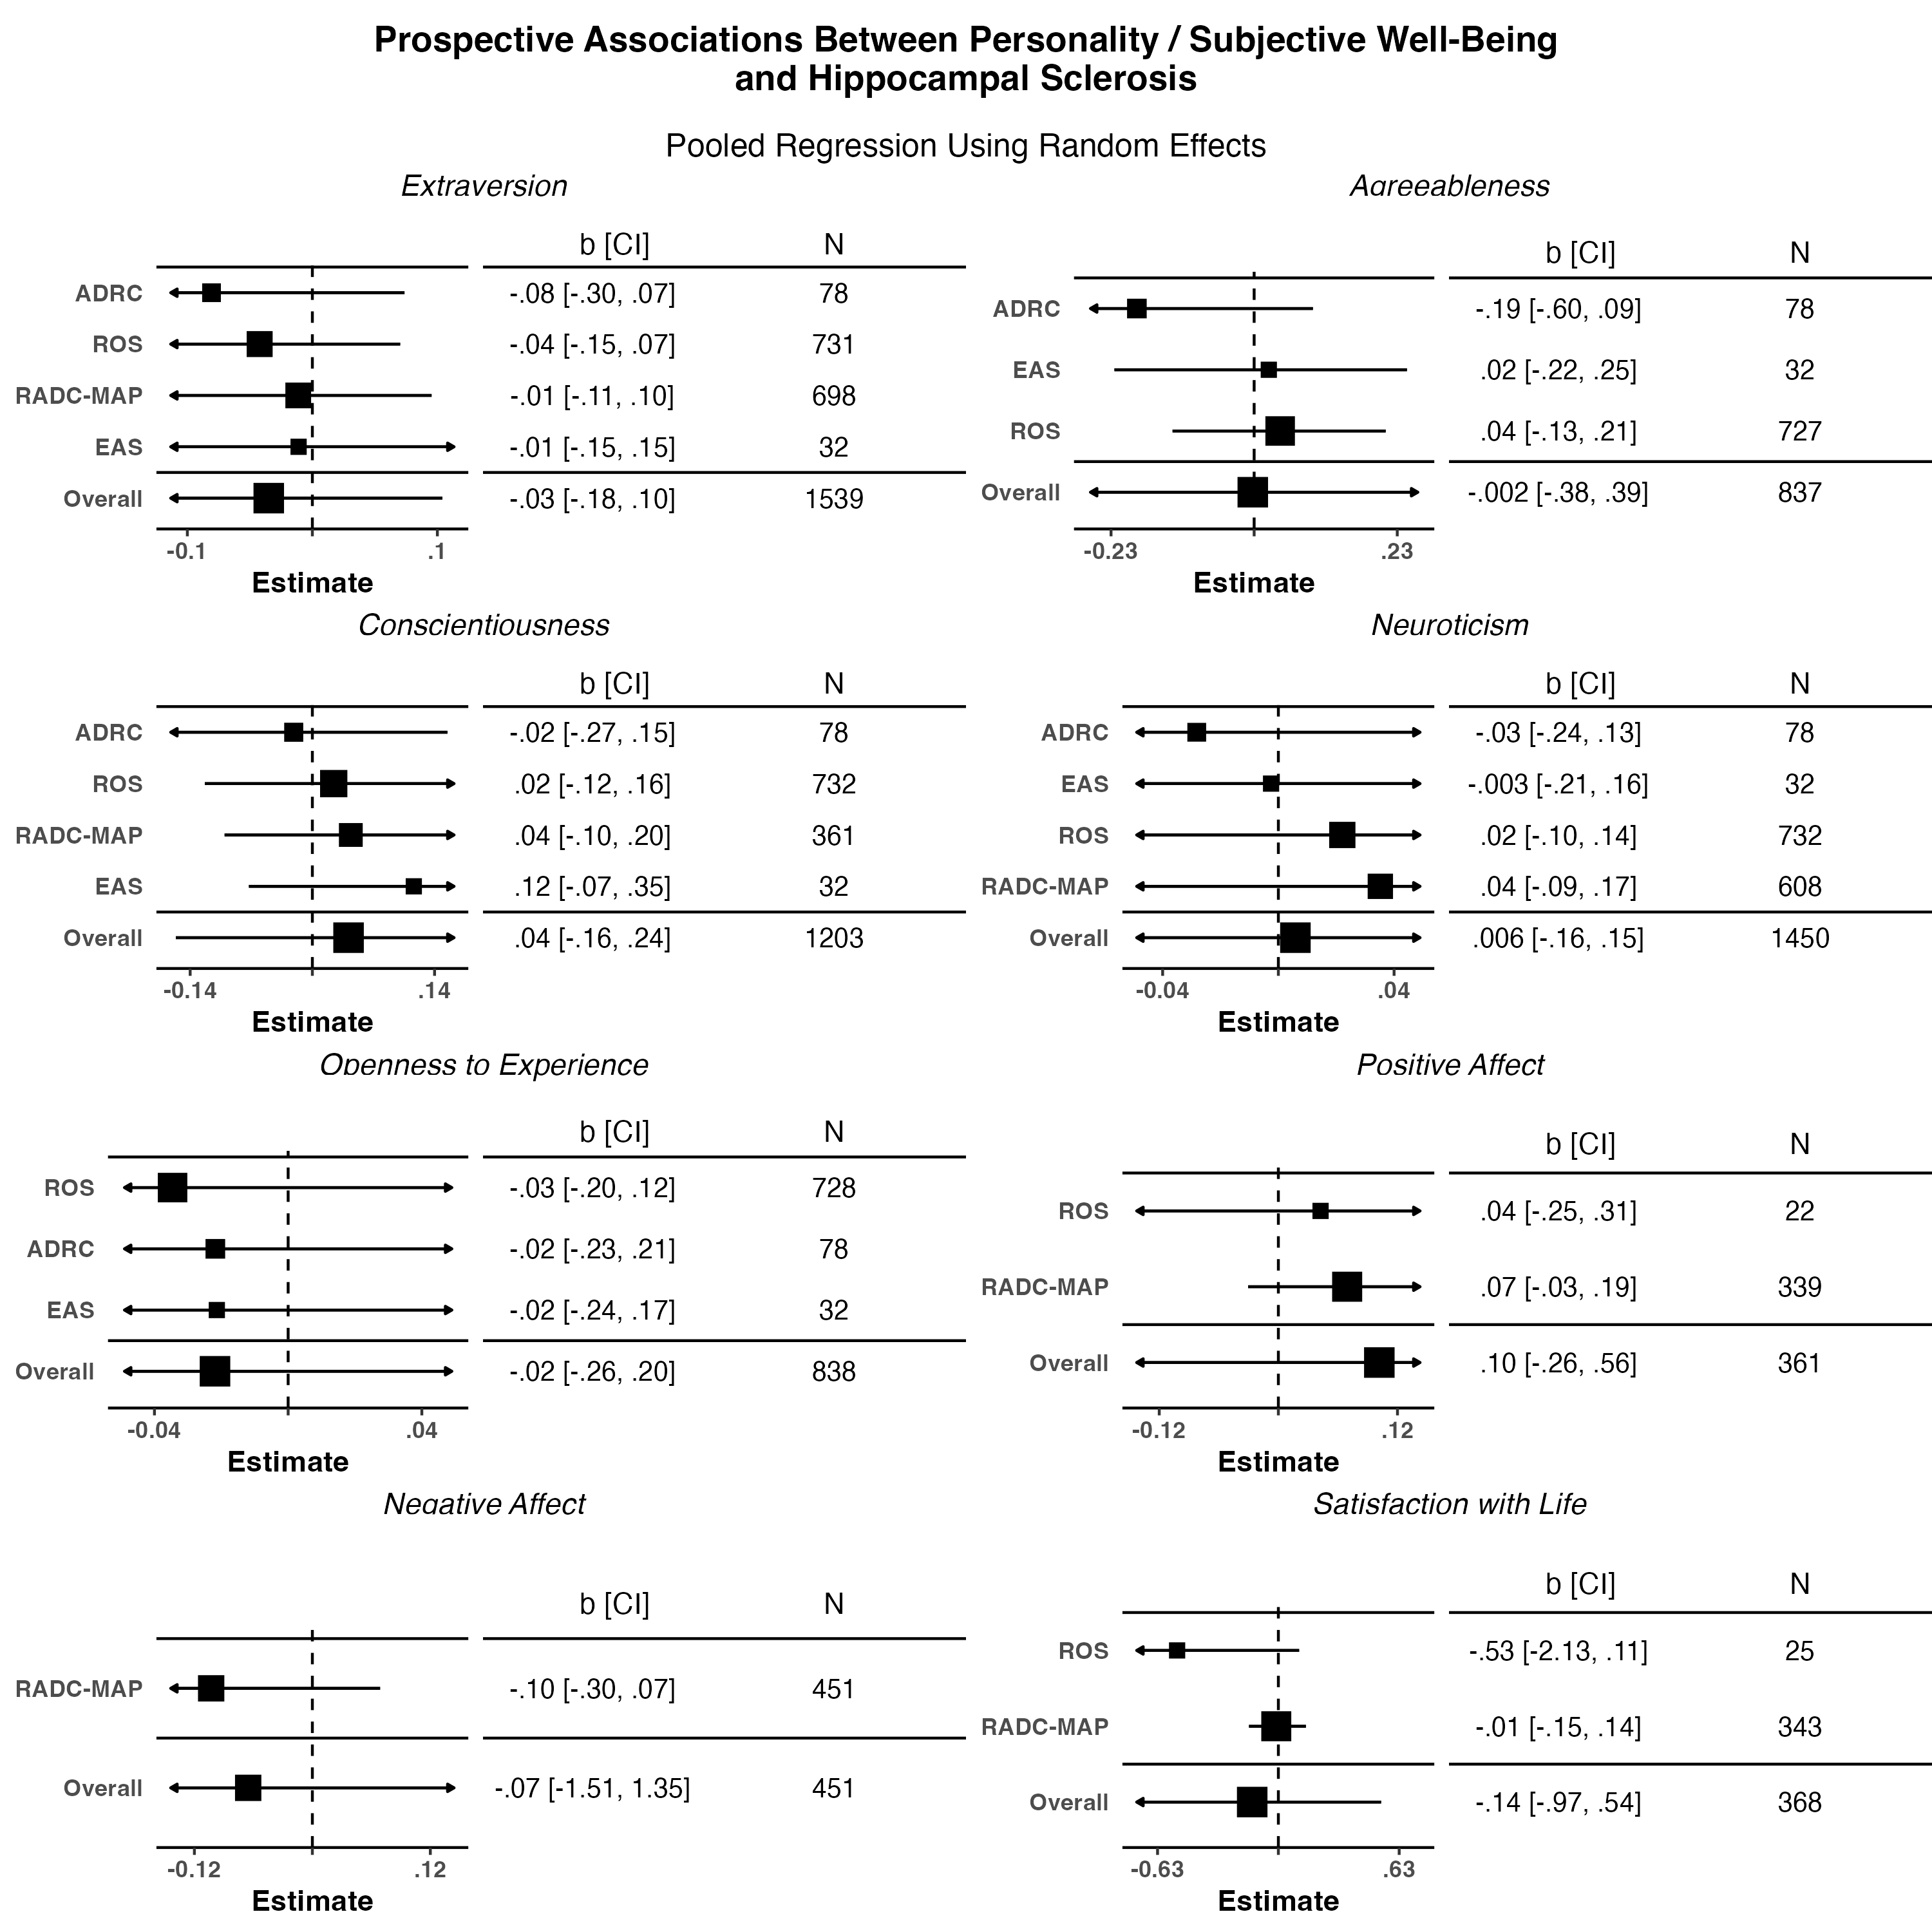 Prospective Associations Between Personality / Subjective Well-Being
and Hippocampal Sclerosis
Pooled Regression Using Random Effects
Extraversion
b [CI] N
ADRC -.08 [-.30, .07] 78
ROS -.04 [-.15, .07] 731
RADC-MAP -.01 [-.11, .10] 698
EAS -.01 [-.15, .15] 32
Overall -.03 [-.18, .10] 1539
-0.1 .1
Estimate
Agreeableness
b [CI] N
ADRC -.19 [-.60, .09] 78
EAS .02 [-.22, .25] 32
ROS .04 [-.13, .21] 727
Overall -.002 [-.38, .39] 837
-0.23 .23
Estimate
Conscientiousness
b [CI] N
ADRC -.02 [-.27, .15] 78
ROS .02 [-.12, .16] 732
RADC-MAP .04 [-.10, .20] 361
EAS .12 [-.07, .35] 32
Overall .04 [-.16, .24] 1203
-0.14 .14
Estimate
Neuroticism
b [CI] N
ADRC -.03 [-.24, .13] 78
EAS -.003 [-.21, .16] 32
ROS .02 [-.10, .14] 732
RADC-MAP .04 [-.09, .17] 608
Overall .006 [-.16, .15] 1450
-0.04 .04
Estimate
Openness to Experience
b [CI] N
ROS -.03 [-.20, .12] 728
ADRC -.02 [-.23, .21] 78
EAS -.02 [-.24, .17] 32
Overall -.02 [-.26, .20] 838
-0.04 .04
Estimate
Positive Affect
b [CI] N
ROS .04 [-.25, .31] 22
RADC-MAP .07 [-.03, .19] 339
Overall .10 [-.26, .56] 361
-0.12 .12
Estimate
Negative Affect
b [CI] N
RADC-MAP -.10 [-.30, .07] 451
Overall -.07 [-1.51, 1.35] 451
-0.12 .12
Estimate
Satisfaction with Life
b [CI] N
ROS -.53 [-2.13, .11] 25
RADC-MAP -.01 [-.15, .14] 343
Overall -.14 [-.97, .54] 368
-0.63 .63
Estimate